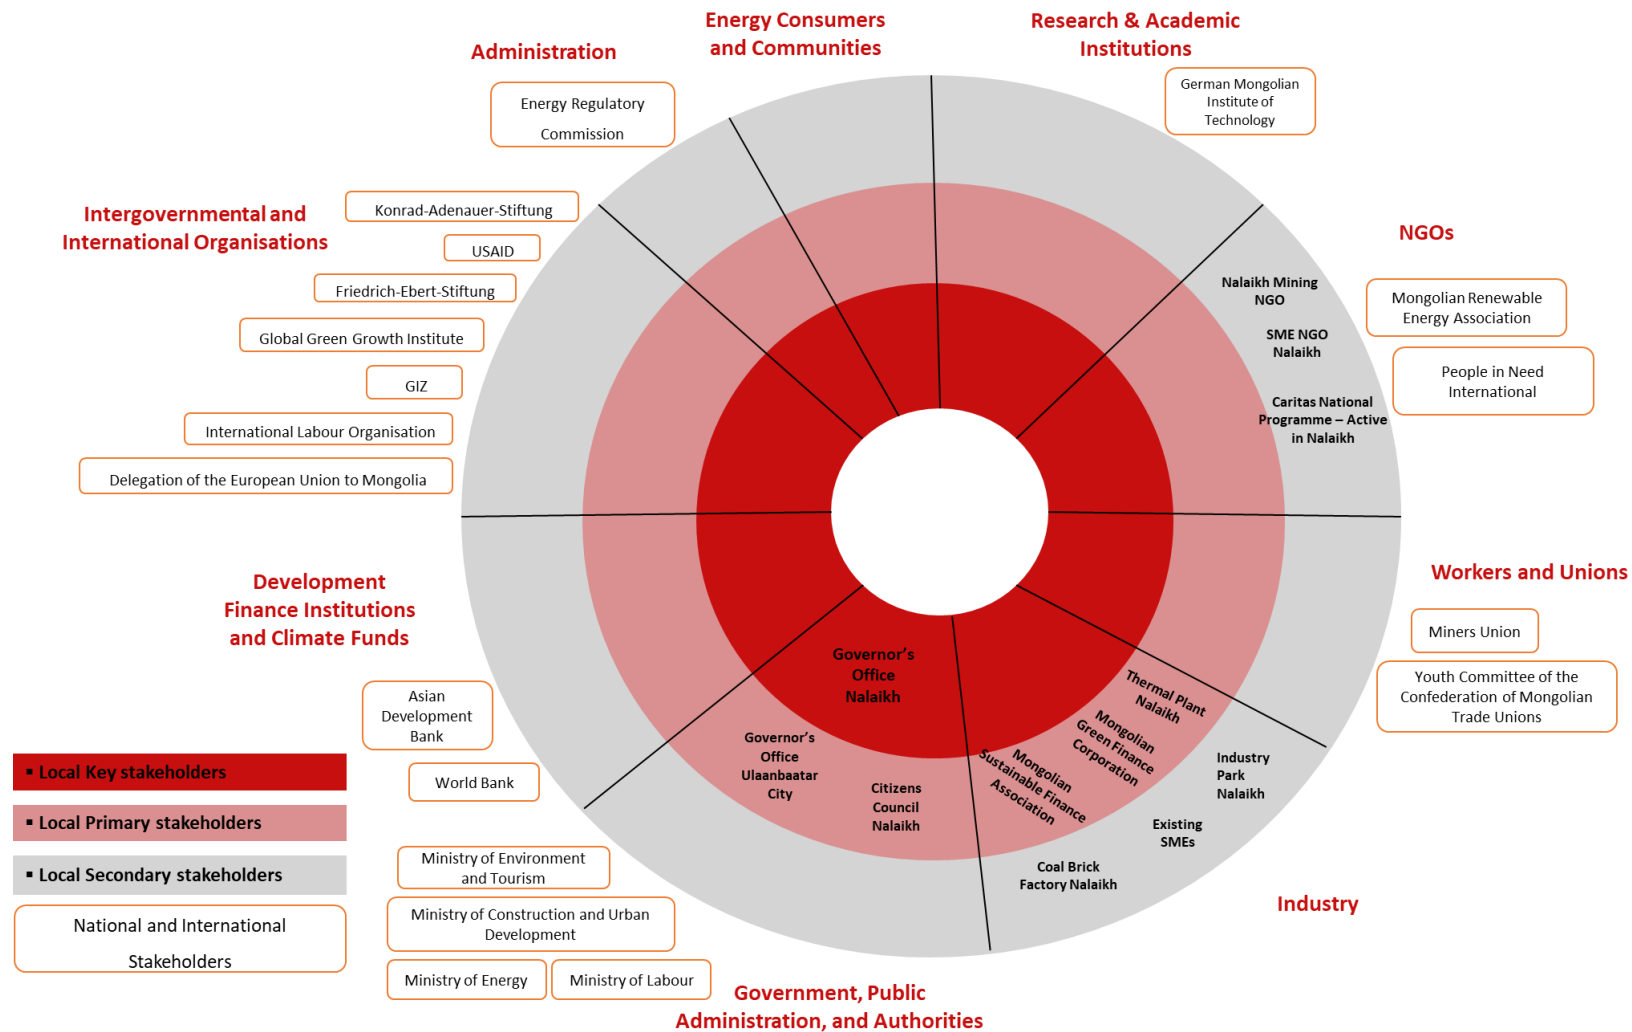 Energy Consumers
and Communities
Research & Academic
Institutions
Administration
Energy Regulatory
Commission
German Mongolian
Institute of
Technology
Intergovernmental and
International Organisations
Konrad-Adenauer-Stiftung
USAID
Friedrich-Ebert-Stiftung
Global Green Growth Institute
GIZ
International Labour Organisation
Delegation of the European Union to Mongolia
NGOs
Nalaikh Mining
NGO
SME NGO
Nalaikh
Caritas National
Programme – Active
in Nalaikh
Mongolian Renewable
Energy Association
People in Need
International
Development
Finance Institutions
and Climate Funds
Asian
Development
Bank
World Bank
Workers and Unions
Miners Union
Youth Committee of the
Confederation of Mongolian
Trade Unions
Governor's
Office
Nalaikh
Governor's
Office
Ulaanbaatar
City
Citizens
Council
Nalaikh
Thermal Plant
Nalaikh
Mongolian
Green Finance
Corporation
Mongolian
Sustainable Finance
Association
Industry
Park
Nalaikh
Existing
SMEs
Coal Brick
Factory Nalaikh
Industry
▪ Local Key stakeholders
▪ Local Primary stakeholders
▪ Local Secondary stakeholders
National and International
Stakeholders
Ministry of Environment
and Tourism
Ministry of Construction and Urban
Development
Ministry of Energy
Ministry of Labour
Government, Public
Administration, and Authorities